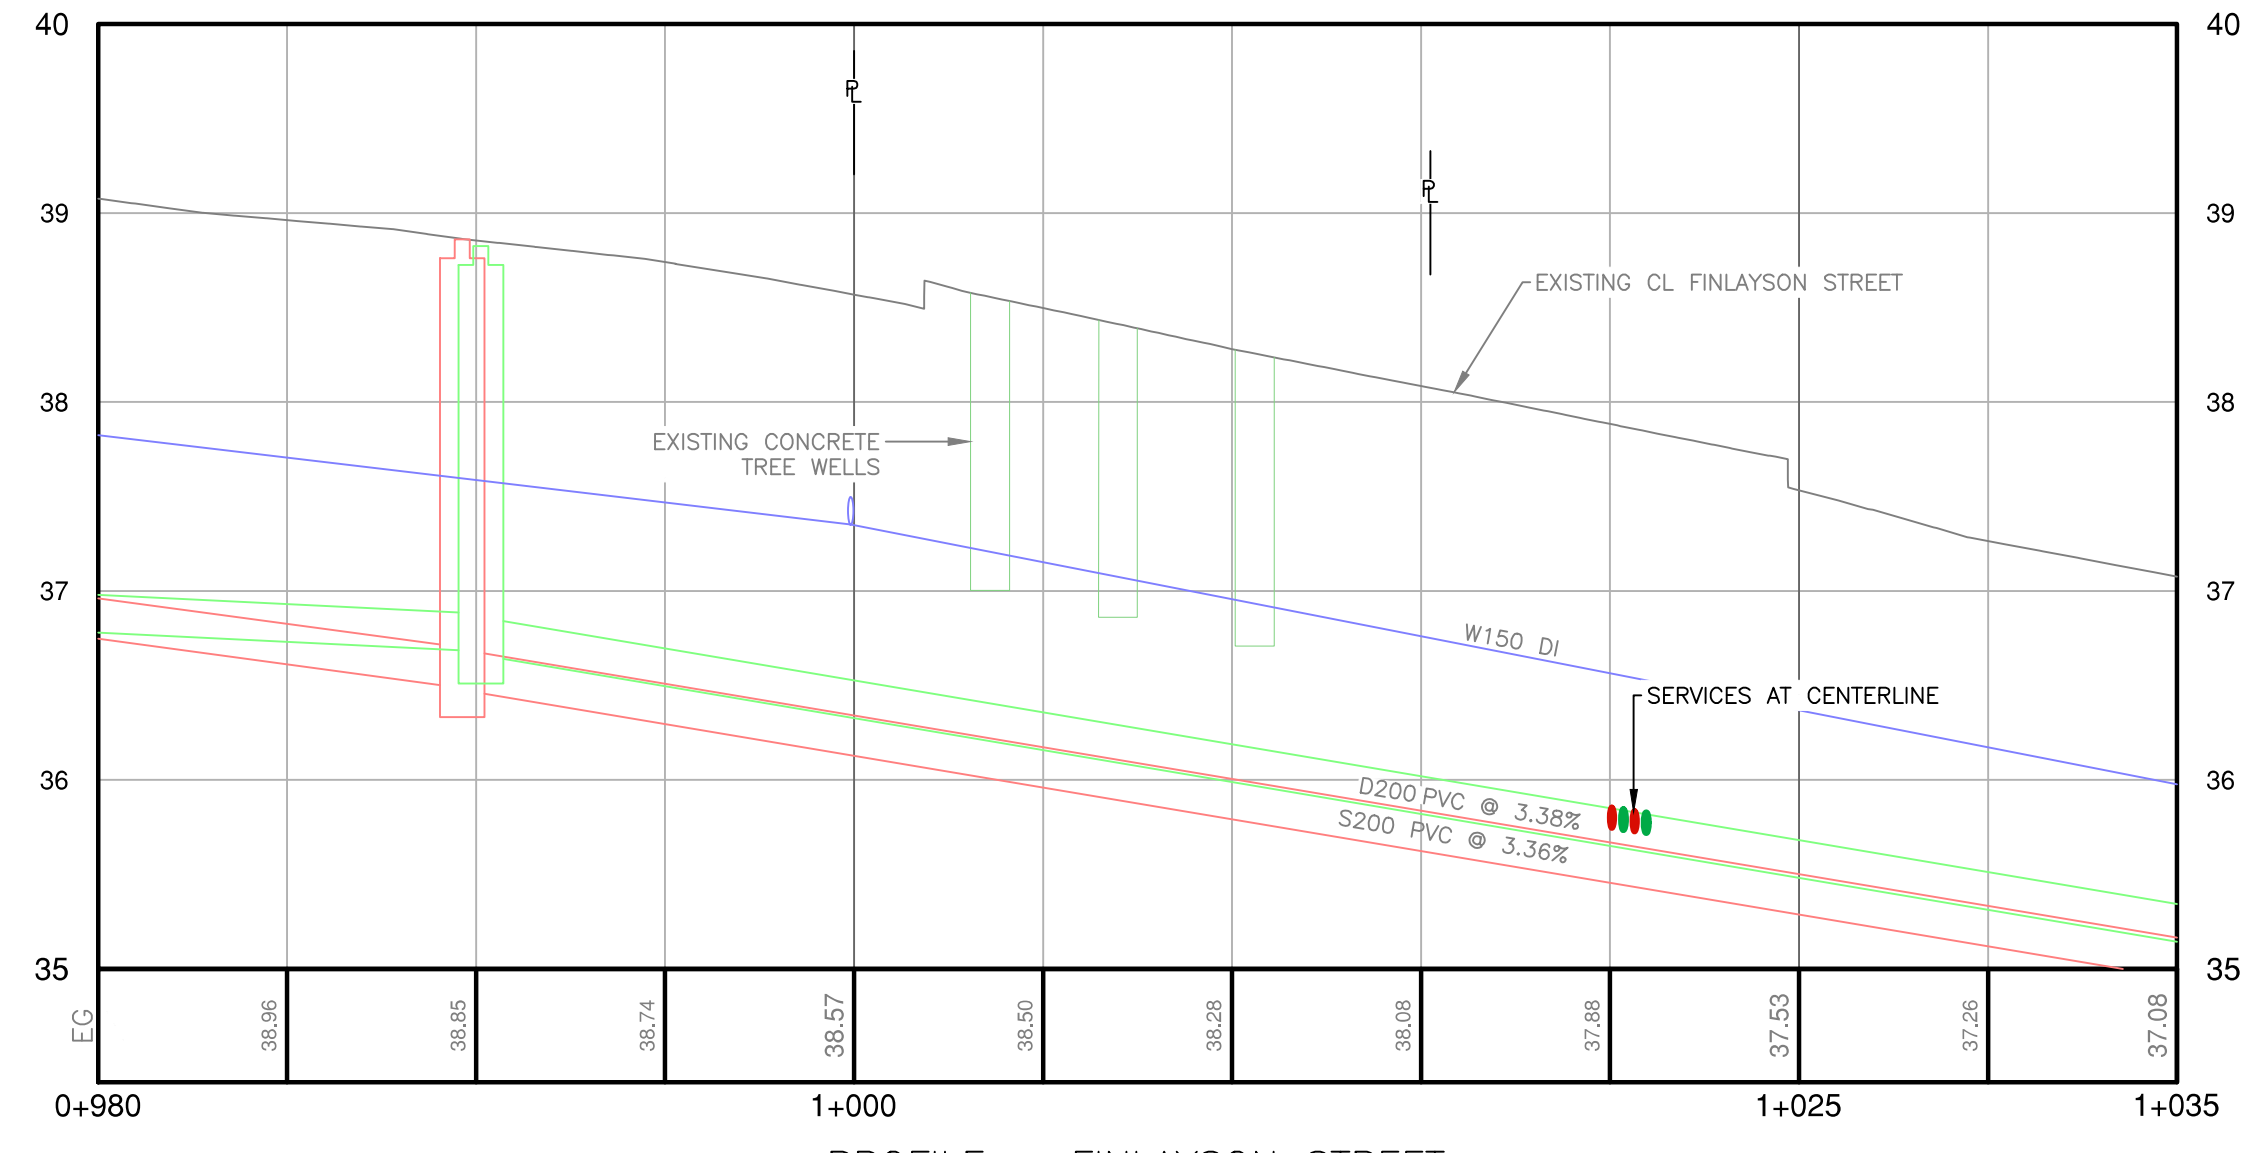 40
40
PL
39
39
PL
EXISTING CL FINLAYSON STREET
38
38
EXISTING CONCRETE
TREE WELLS
37
37
W150 DI
SERVICES AT CENTERLINE
36
36
D200 PVC @ 3.38%
S200 PVC @ 3.36%
35
35
EG
38.96
38.85
38.74
38.57
38.50
38.28
38.08
37.88
37.53
37.26
37.08
0+980
1+000
1+025
1+035
PROFILE - FINLAYSON STREET